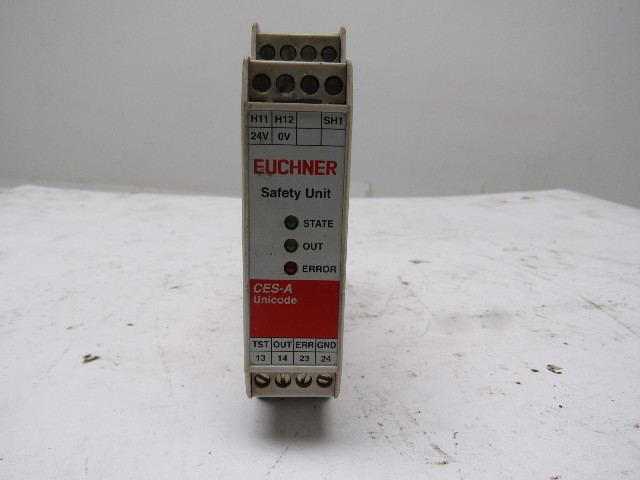 H11 H12 SH1
24V 0V
EUCHNER
Safety Unit
STATE
OUT
ERROR
CES-A
Unicode
TST OUT ERR GND
13 14 23 24